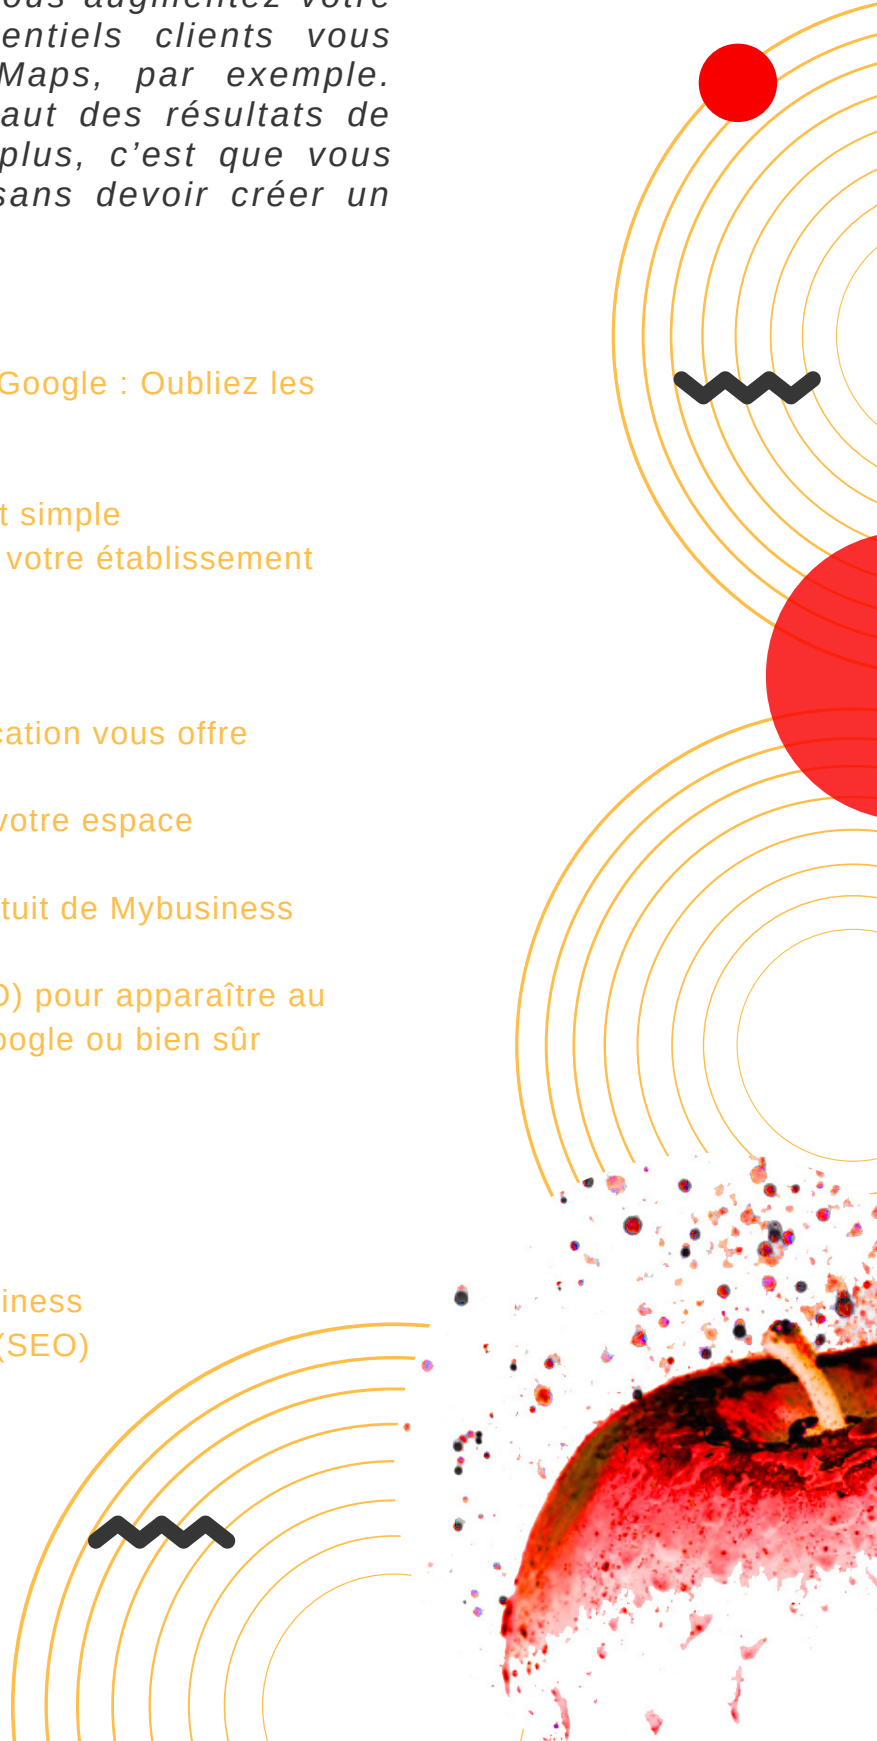 augmentez votre
entiels clients vous
Maps, par exemple.
aut des résultats de
plus, c’est que vous
sans devoir créer un
Google : Oubliez les
t simple
votre établissement
cation vous offre
votre espace
tuit de Mybusiness
O) pour apparaître au
oogle ou bien sûr
iness
(SEO)